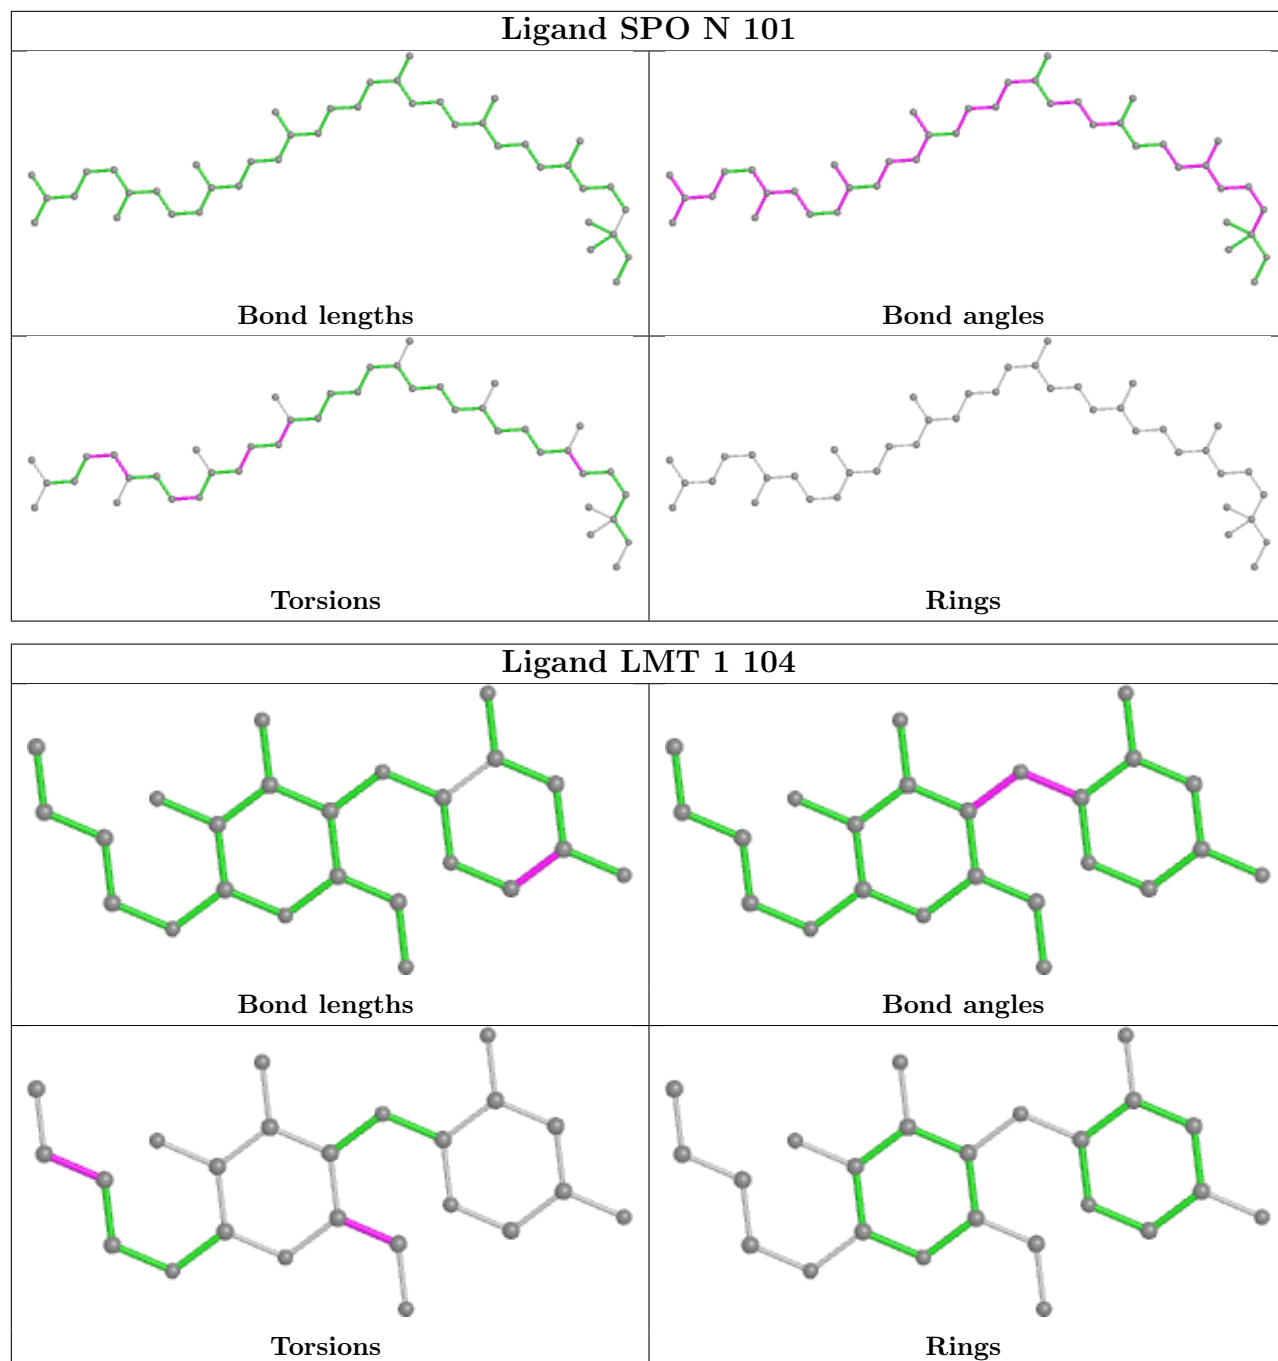 Ligand SPO N 101
Bond lengths
Bond angles
Torsions
Rings
Ligand LMT 1 104
Bond lengths
Bond angles
Torsions
Rings